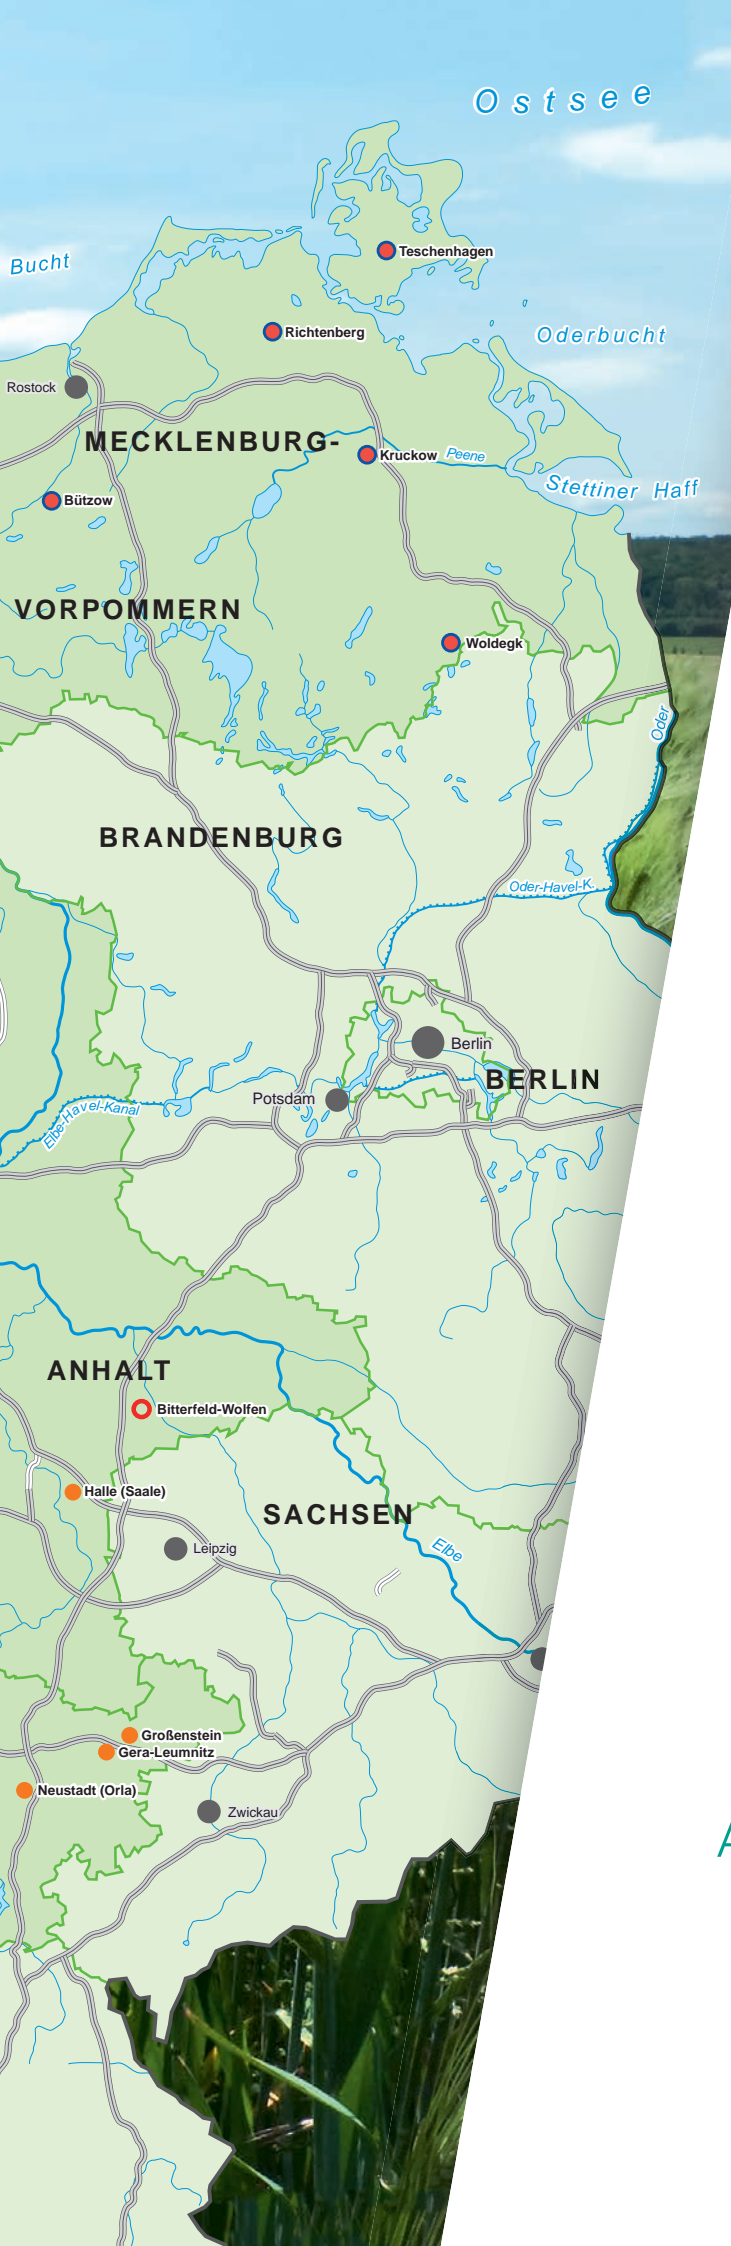 Ostsee
Teschenhagen
Bucht
Richtenberg
Oderbucht
Rostock
MECKLENBURG-
Kruckow
Peene
Stettiner Haff
Bützow
VORPOMMERN
Woldegk
Oder
BRANDENBURG
Oder-Havel-K.
Berlin
BERLIN
Potsdam
Elbe-Havel-Kanal
ANHALT
Bitterfeld-Wolfen
Halle (Saale)
SACHSEN
Leipzig
Elbe
Großenstein
Gera-Leumnitz
Neustadt (Orla)
Zwickau